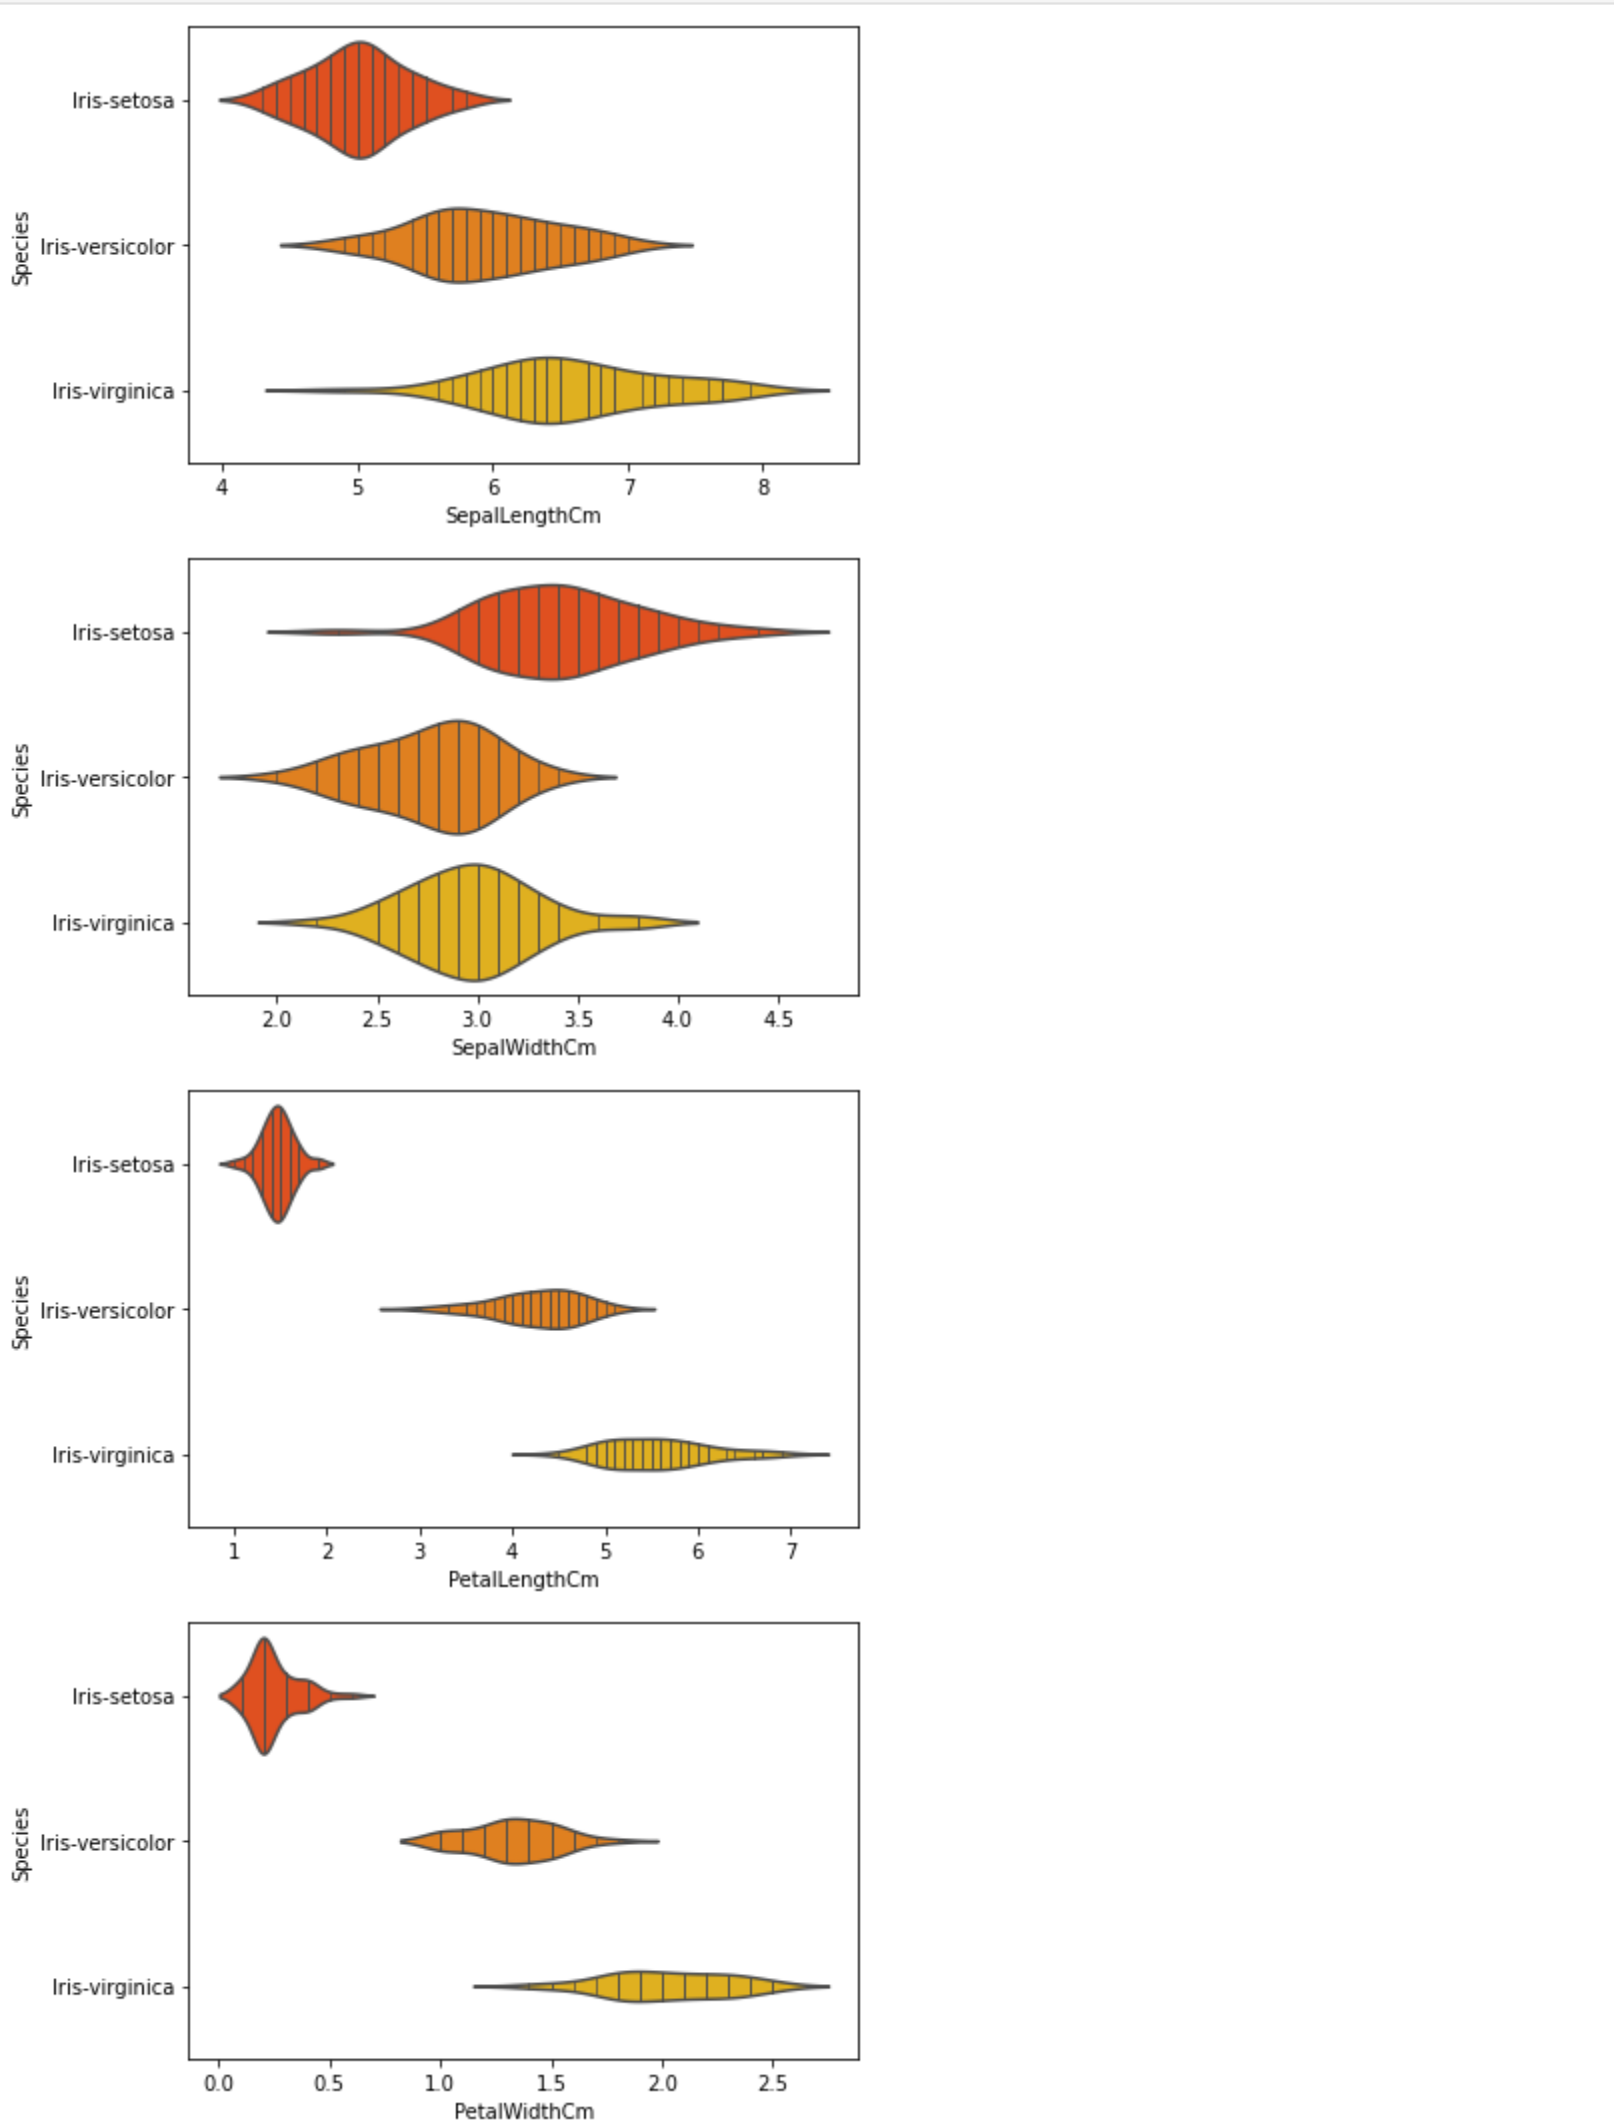 Iris-setosa
Species
Iris-versicolor
Iris-virginica
4 5 6 7 8
SepalLengthCm
Iris-setosa
Species
Iris-versicolor
Iris-virginica
2.0 2.5 3.0 3.5 4.0 4.5
SepalWidthCm
Iris-setosa
Species
Iris-versicolor
Iris-virginica
1 2 3 4 5 6 7
PetalLengthCm
Iris-setosa
Species
Iris-versicolor
Iris-virginica
0.0 0.5 1.0 1.5 2.0 2.5
PetalWidthCm